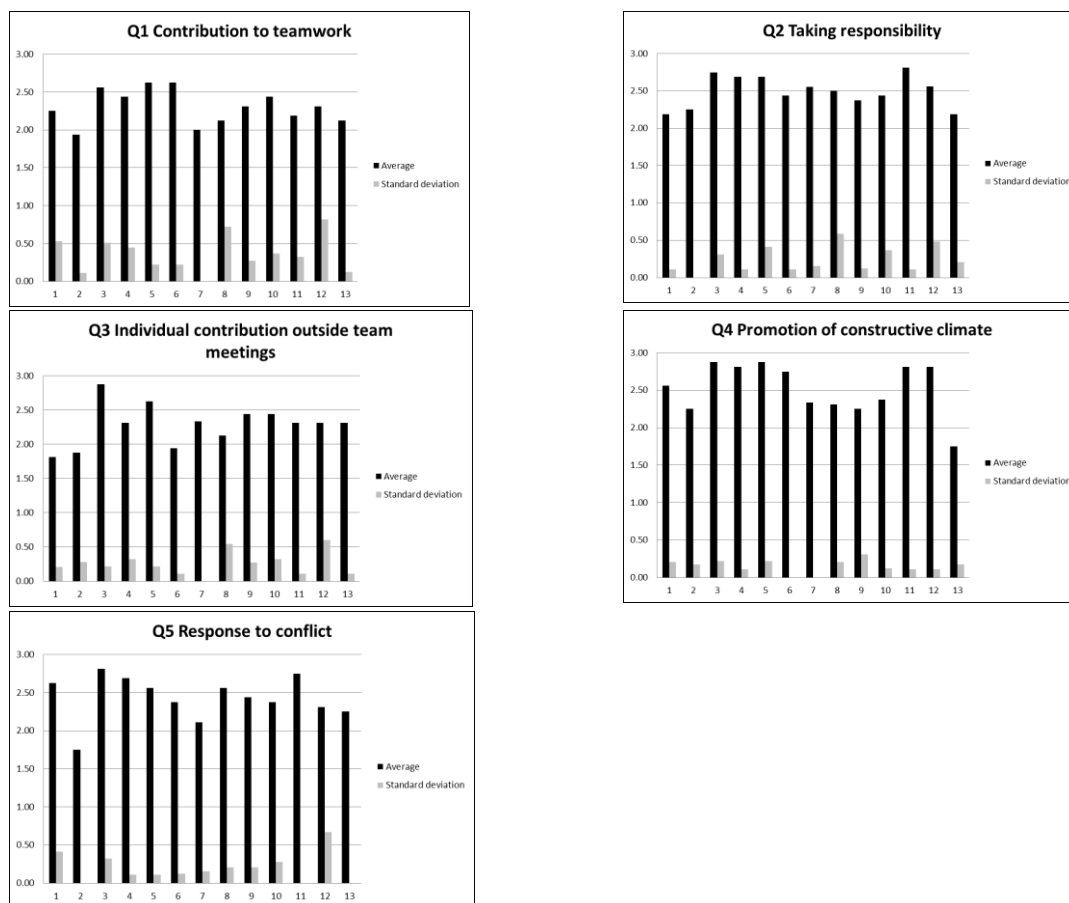 Q1 Contribution to teamwork
3.00
2.50
2.00
1.50
1.00
0.50
0.00
1 2 3 4 5 6 7 8 9 10 11 12 13
Average
Standard deviation
Q2 Taking responsibility
3.00
2.50
2.00
1.50
1.00
0.50
0.00
1 2 3 4 5 6 7 8 9 10 11 12 13
Average
Standard deviation
Q3 Individual contribution outside team
meetings
3.00
2.50
2.00
1.50
1.00
0.50
0.00
1 2 3 4 5 6 7 8 9 10 11 12 13
Average
Standard deviation
Q4 Promotion of constructive climate
3.00
2.50
2.00
1.50
1.00
0.50
0.00
1 2 3 4 5 6 7 8 9 10 11 12 13
Average
Standard deviation
Q5 Response to conflict
3.00
2.50
2.00
1.50
1.00
0.50
0.00
1 2 3 4 5 6 7 8 9 10 11 12 13
Average
Standard deviation